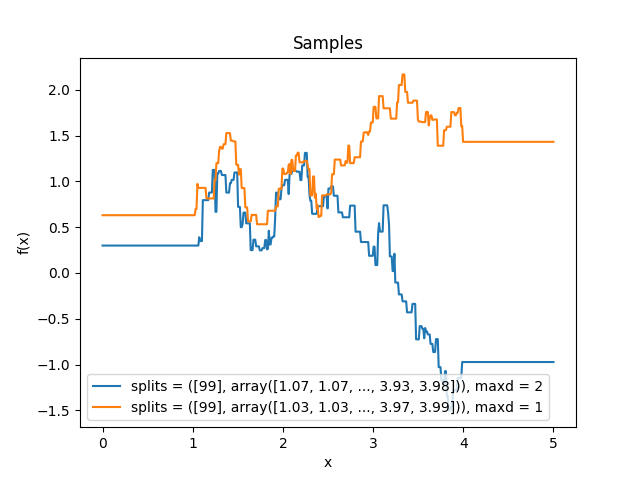 Samples
2.0
1.5
1.0
0.5
0.0
−0.5
−1.0
−1.5
f(x)
splits = ([99], array([1.07, 1.07, ..., 3.93, 3.98])), maxd = 2
splits = ([99], array([1.03, 1.03, ..., 3.97, 3.99])), maxd = 1
0 1 2 3 4 5
x